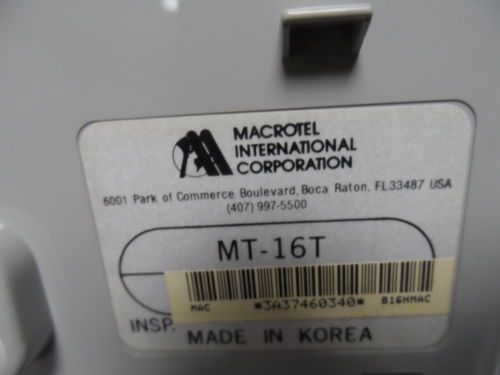 MACROTEL
INTERNATIONAL
CORPORATION
6001 Park of Commerce Boulevard, Boca Raton. FL33487 USA
(407) 997-5500
MT-16T
MAC *3A37460340* 816HMAC
INSP.
MADE IN KOREA